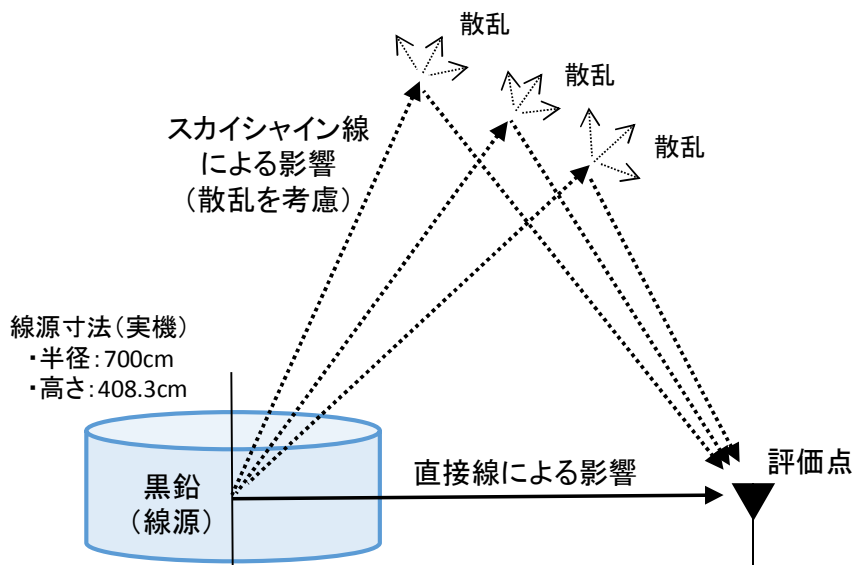 散乱
散乱
散乱
スカイシャイン線
による影響
（散乱を考慮）
線源寸法（実機）
・半径：700cm
・高さ：408.3cm
黒鉛
（線源）
直接線による影響
評価点